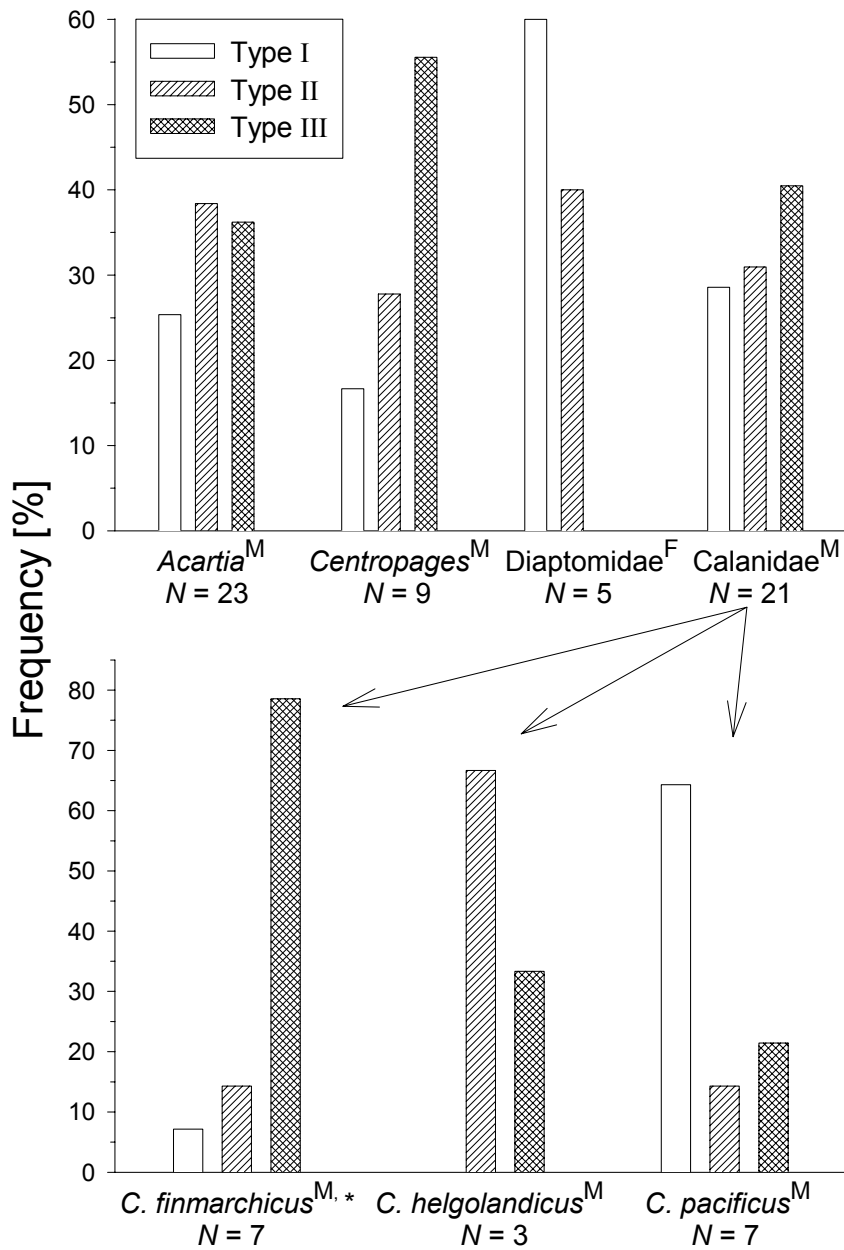 Frequency [%]
60
50
40
30
20
10
0
Type I
Type II
Type III
Acartia^M Centropages^M Diaptomidae^F Calanidae^M
N = 23 N = 9 N = 5 N = 21
80
70
60
50
40
30
20
10
0
C. finmarchicus^M, * C. helgolandicus^M C. pacificus^M
N = 7 N = 3 N = 7